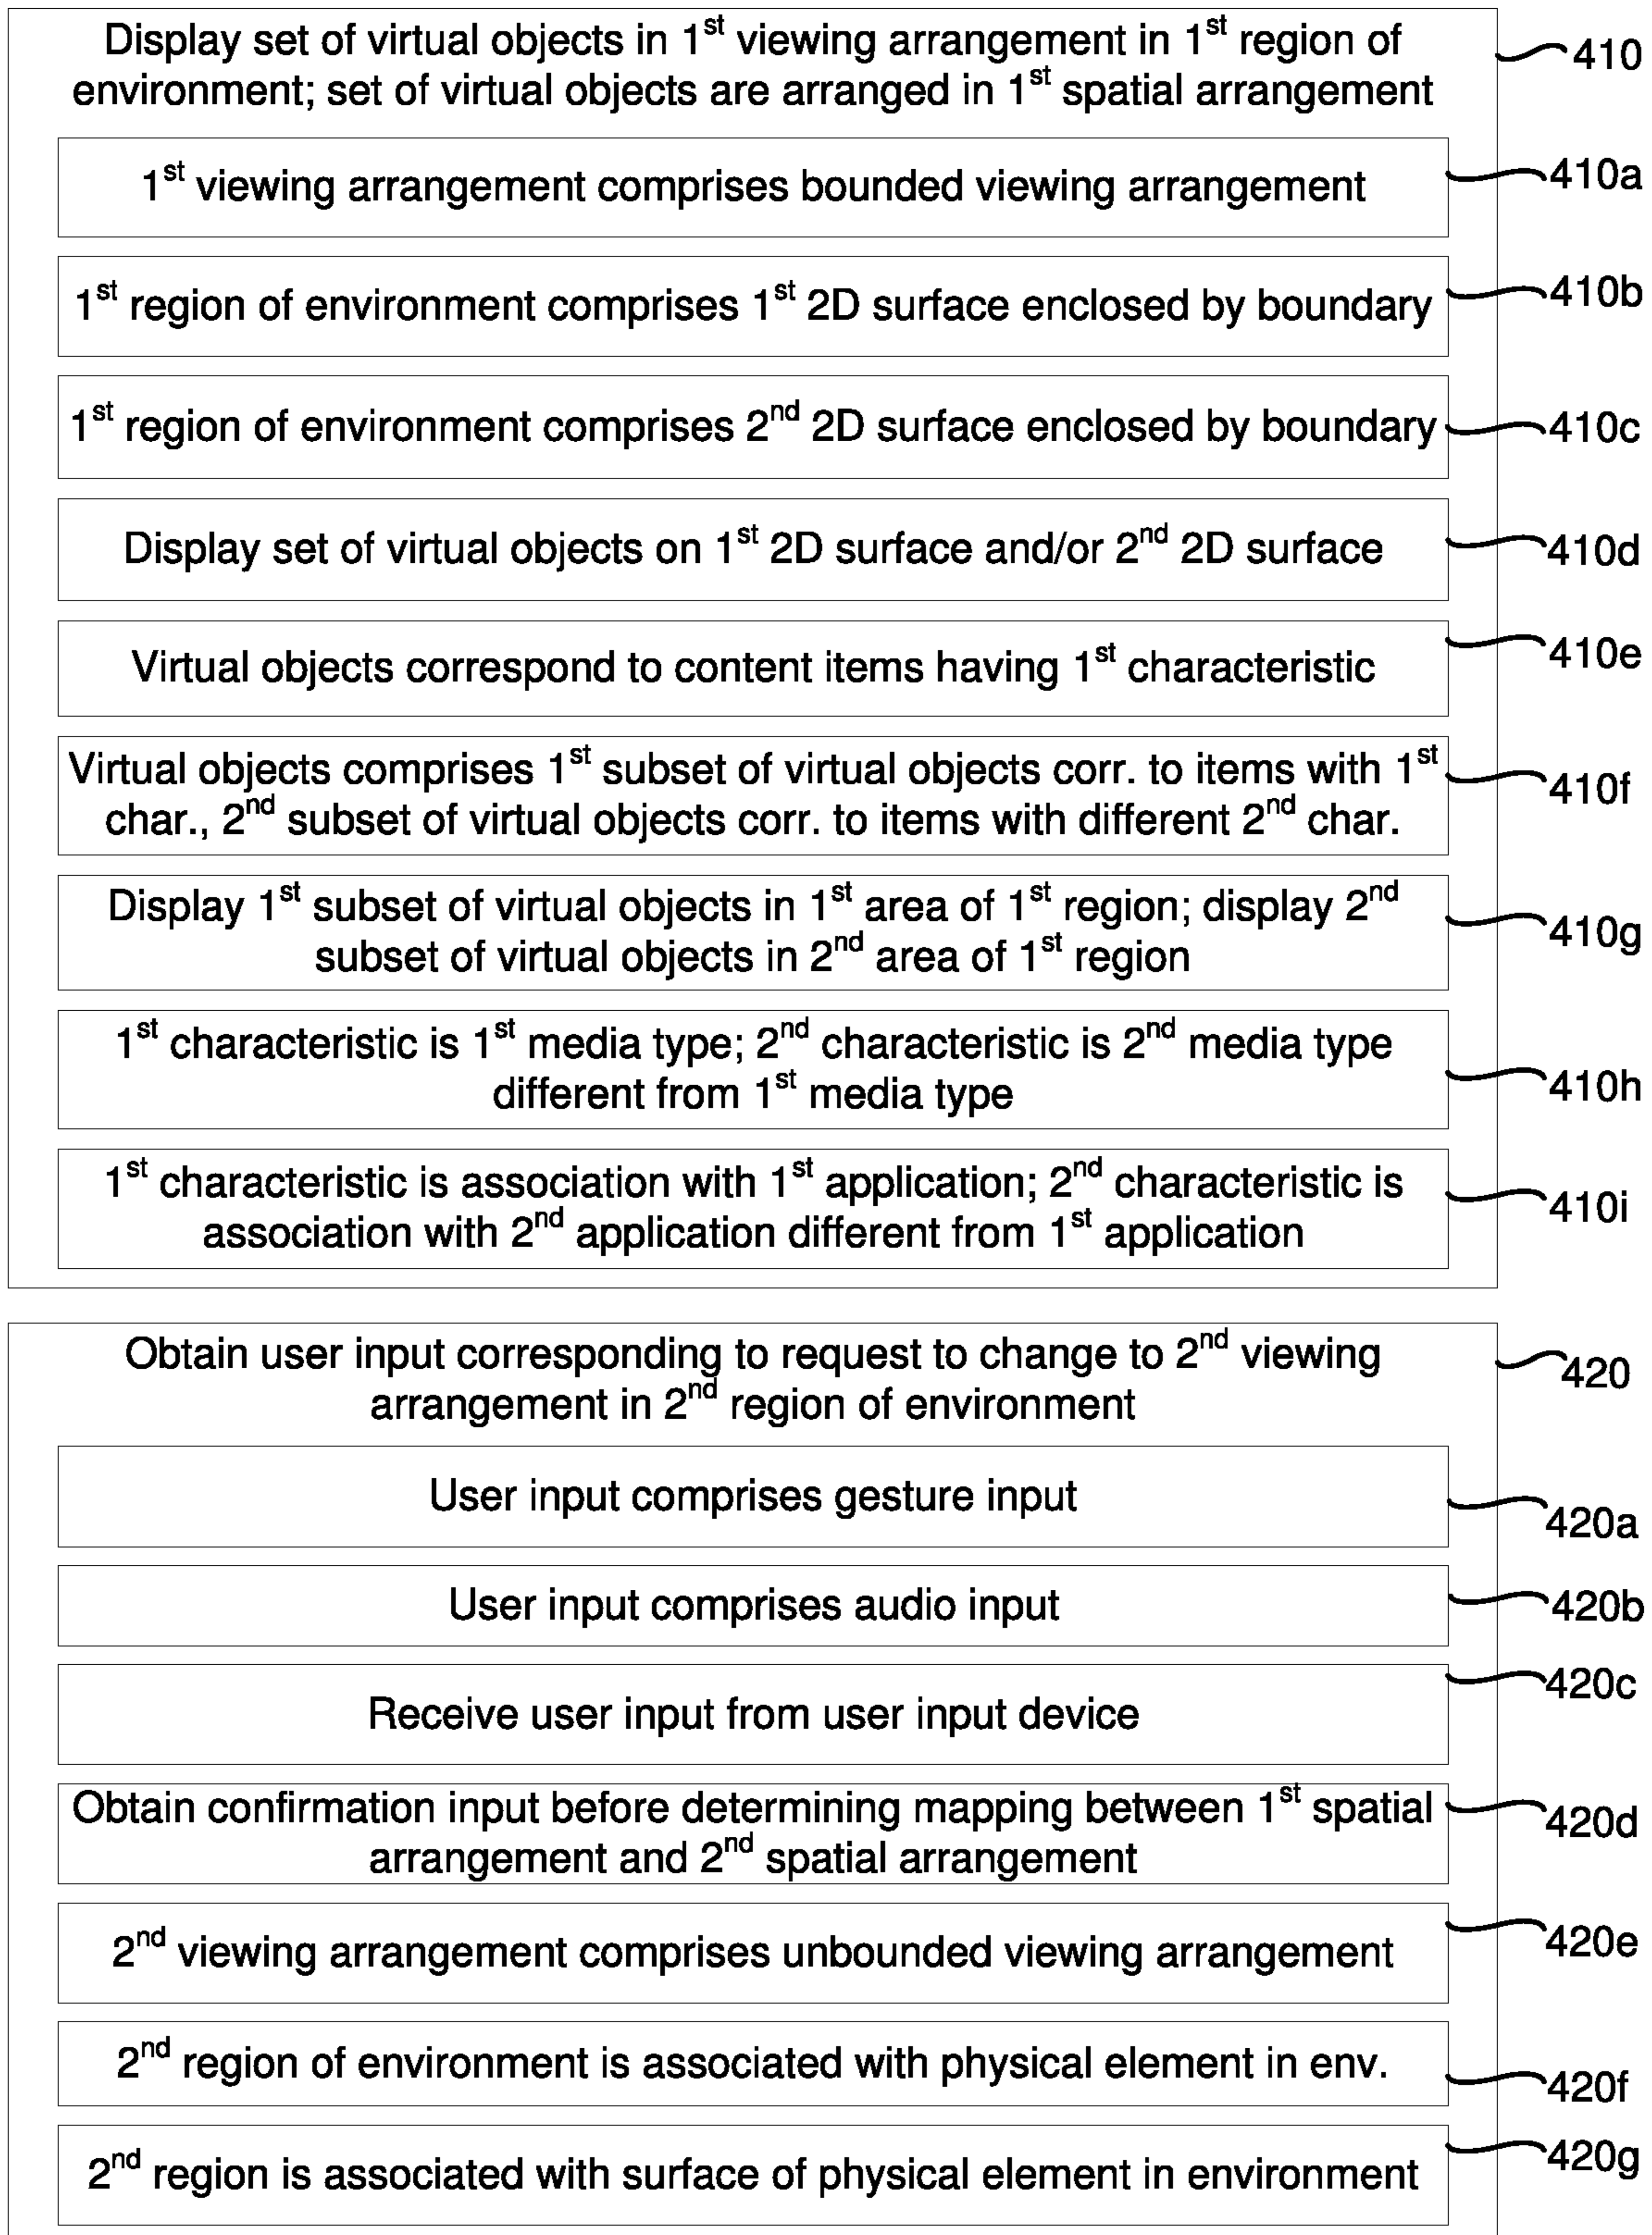 Display set of virtual objects in 1st viewing arrangement in 1st region of
environment; set of virtual objects are arranged in 1st spatial arrangement
410
1st viewing arrangement comprises bounded viewing arrangement
410a
1st region of environment comprises 1st 2D surface enclosed by boundary
410b
1st region of environment comprises 2nd 2D surface enclosed by boundary
410c
Display set of virtual objects on 1st 2D surface and/or 2nd 2D surface
410d
Virtual objects correspond to content items having 1st characteristic
410e
Virtual objects comprises 1st subset of virtual objects corr. to items with 1st
char., 2nd subset of virtual objects corr. to items with different 2nd char.
410f
Display 1st subset of virtual objects in 1st area of 1st region; display 2nd
subset of virtual objects in 2nd area of 1st region
410g
1st characteristic is 1st media type; 2nd characteristic is 2nd media type
different from 1st media type
410h
1st characteristic is association with 1st application; 2nd characteristic is
association with 2nd application different from 1st application
410i
Obtain user input corresponding to request to change to 2nd viewing
arrangement in 2nd region of environment
420
User input comprises gesture input
420a
User input comprises audio input
420b
Receive user input from user input device
420c
Obtain confirmation input before determining mapping between 1st spatial
arrangement and 2nd spatial arrangement
420d
2nd viewing arrangement comprises unbounded viewing arrangement
420e
2nd region of environment is associated with physical element in env.
420f
2nd region is associated with surface of physical element in environment
420g